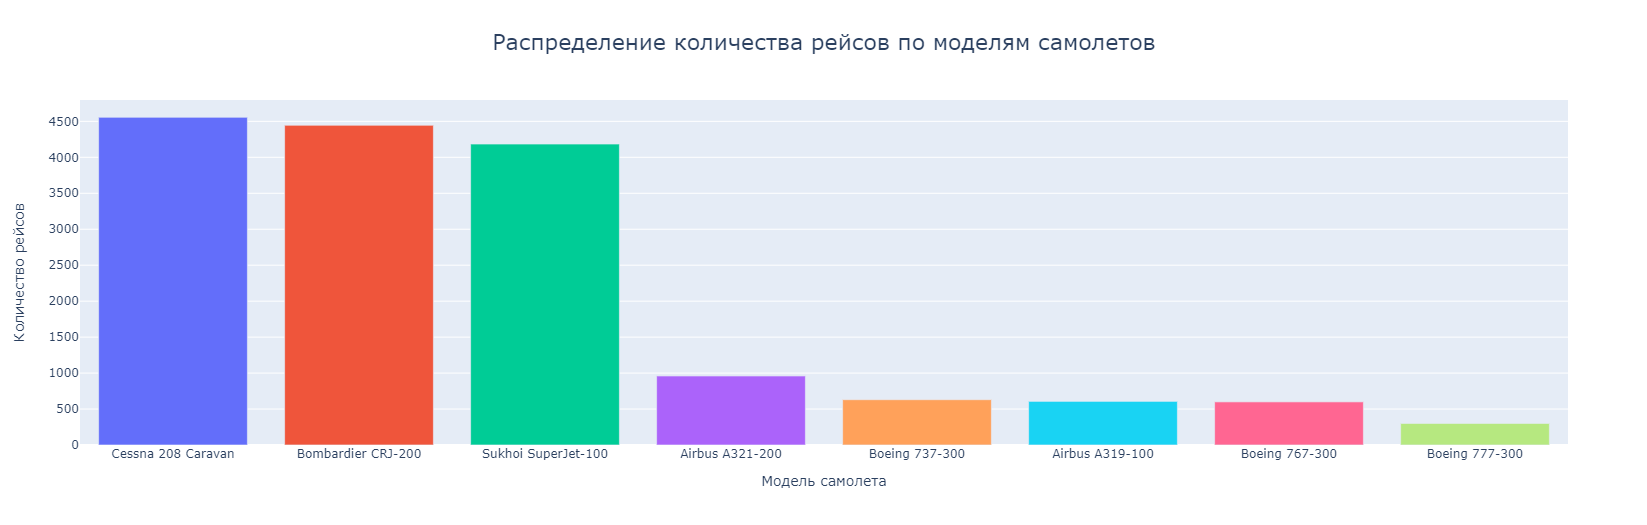 Распределение количества рейсов по моделям самолетов
Количество рейсов
4500
4000
3500
3000
2500
2000
1500
1000
500
0
Cessna 208 Caravan
Bombardier CRJ-200
Sukhoi SuperJet-100
Airbus A321-200
Boeing 737-300
Airbus A319-100
Boeing 767-300
Boeing 777-300
Модель самолета